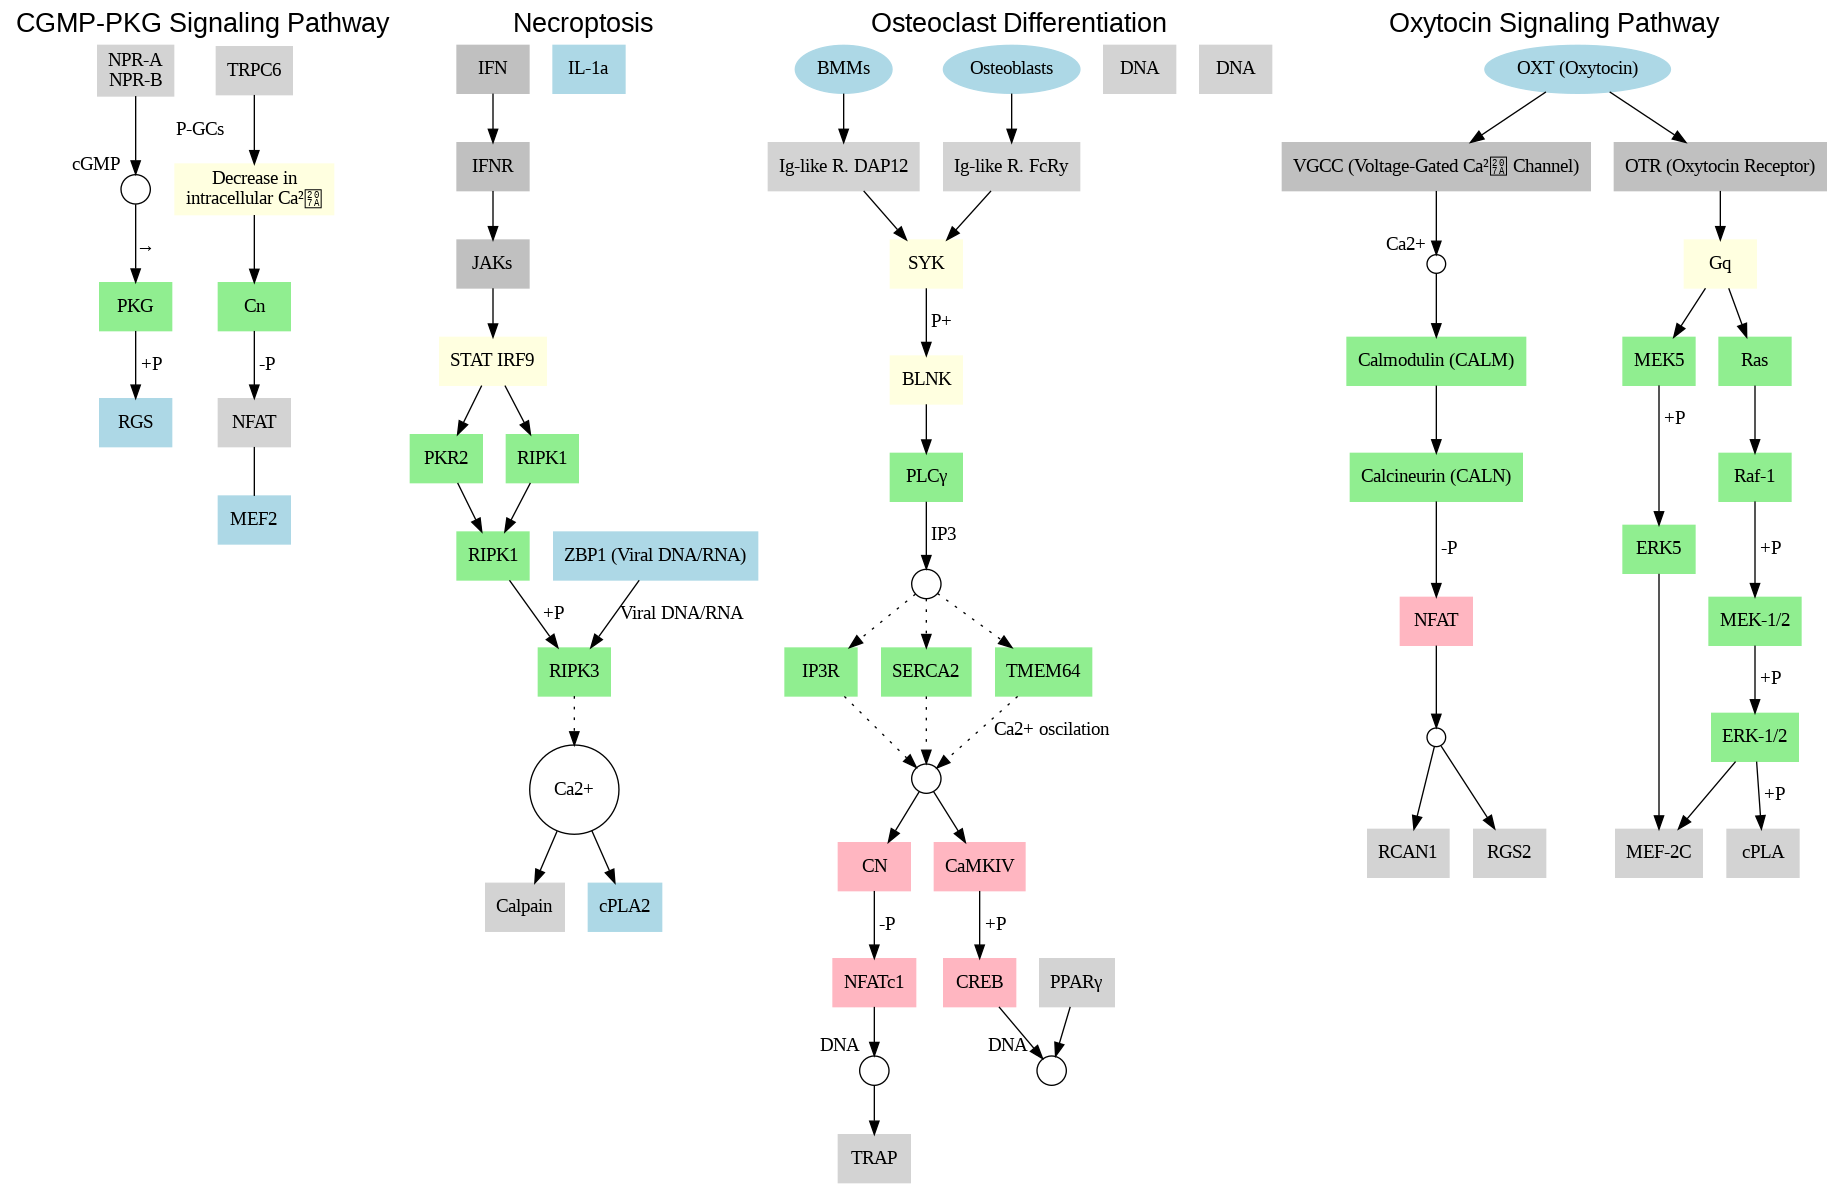 CGMP-PKG Signaling Pathway
NPR-A
NPR-B
TRPC6
P-GCs
cGMP
Decrease in
intracellular Ca²⁺
→
PKG
Cn
+P
-P
RGS
NFAT
MEF2
Necroptosis
IFN
IL-1a
IFNR
JAKs
STAT IRF9
PKR2
RIPK1
RIPK1
ZBP1 (Viral DNA/RNA)
+P
Viral DNA/RNA
RIPK3
Ca2+
Calpain
cPLA2
Osteoclast Differentiation
BMMs
Osteoblasts
DNA
DNA
Ig-like R. DAP12
Ig-like R. FcRy
SYK
P+
BLNK
PLCγ
IP3
IP3R
SERCA2
TMEM64
Ca2+ oscilation
CN
CaMKIV
-P
+P
NFATc1
CREB
PPARγ
DNA
DNA
TRAP
Oxytocin Signaling Pathway
OXT (Oxytocin)
VGCC (Voltage-Gated Ca²⁺ Channel)
OTR (Oxytocin Receptor)
Ca2+
Gq
Calmodulin (CALM)
MEK5
Ras
+P
Calcineurin (CALN)
Raf-1
-P
ERK5
+P
NFAT
MEK-1/2
+P
ERK-1/2
+P
RCAN1
RGS2
MEF-2C
cPLA